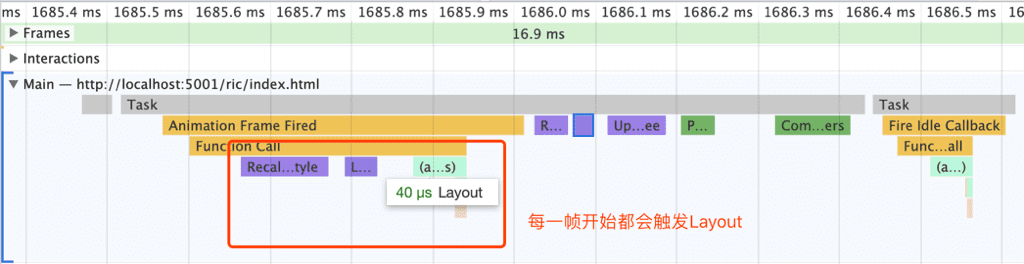 ms 1685.4 ms 1685.5 ms 1685.6 ms 1685.7 ms 1685.8 ms 1685.9 ms 1686.0 ms 1686.1 ms 1686.2 ms 1686.3 ms 1686.4 ms 1686.5 ms 16
Frames 16.9 ms
Interactions
Main — http://localhost:5001/ric/index.html
Task Task
Animation Frame Fired R... Up...ee P... Com...ers Fire Idle Callback
Function Call Func...all
Recal...tyle L... (a...s) (a...)
40 μs Layout
每一帧开始都会触发Layout